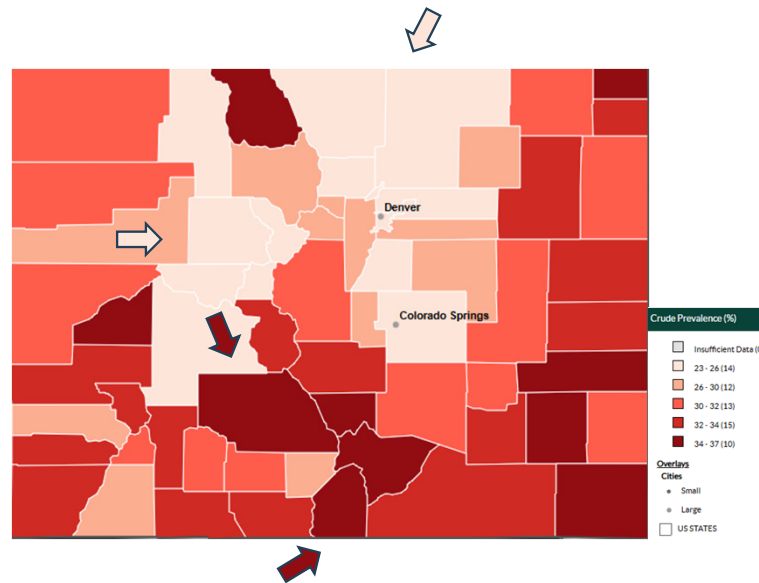 Denver
Colorado Springs
Crude Prevalence (%)
Insufficient Data (
23 - 26 (14)
26 - 30 (12)
30 - 32 (13)
32 - 34 (15)
34 - 37 (10)
Overlays
Cities
Small
Large
US STATES